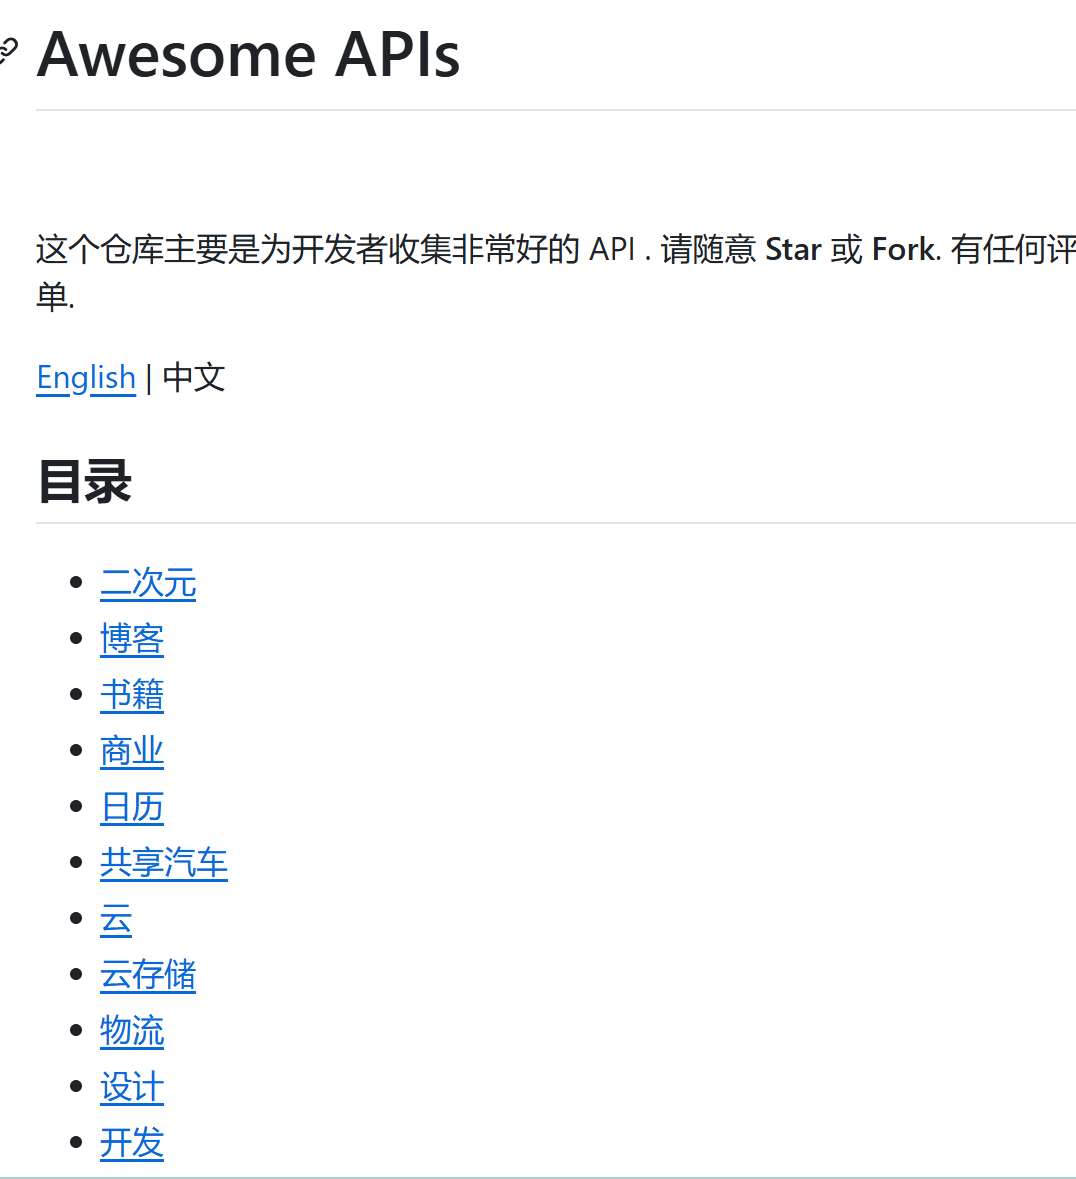 Awesome APIs
这个仓库主要是为开发者收集非常好的 API . 请随意 Star 或 Fork. 有任何评
单.
English | 中文
目录
二次元
博客
书籍
商业
日历
共享汽车
云
云存储
物流
设计
开发